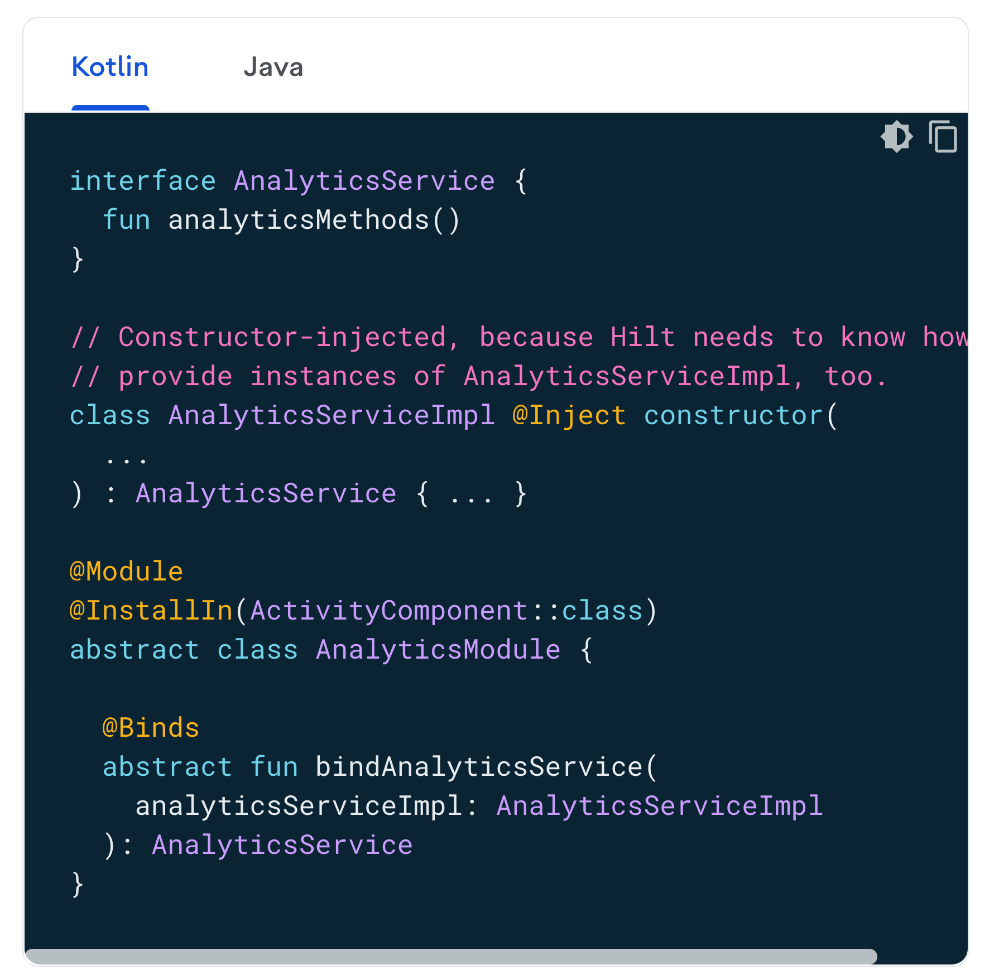 Kotlin Java
interface AnalyticsService {
  fun analyticsMethods()
}
// Constructor-injected, because Hilt needs to know how
// provide instances of AnalyticsServiceImpl, too.
class AnalyticsServiceImpl @Inject constructor(
  ...
) : AnalyticsService { ... }
@Module
@InstallIn(ActivityComponent::class)
abstract class AnalyticsModule {
  @Binds
  abstract fun bindAnalyticsService(
    analyticsServiceImpl: AnalyticsServiceImpl
  ): AnalyticsService
}